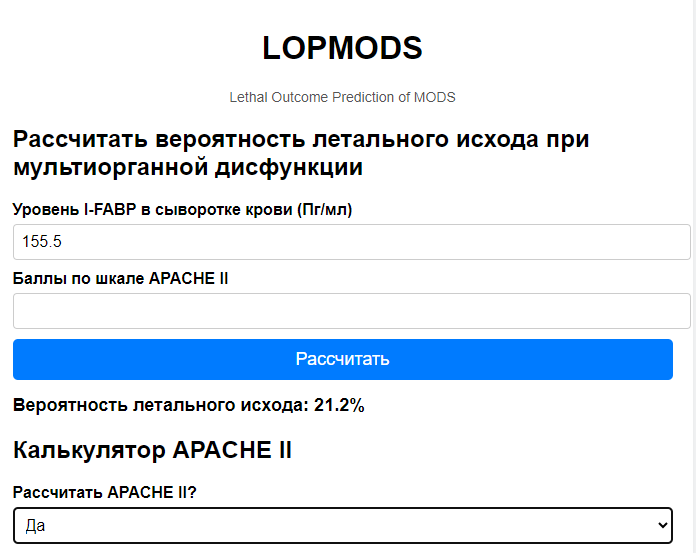 LOPMODS
Lethal Outcome Prediction of MODS
Рассчитать вероятность летального исхода при
мультиорганной дисфункции
Уровень I-FABP в сыворотке крови (Пг/мл)
155.5
Баллы по шкале APACHE II
Рассчитать
Вероятность летального исхода: 21.2%
Калькулятор APACHE II
Рассчитать APACHE II?
Да